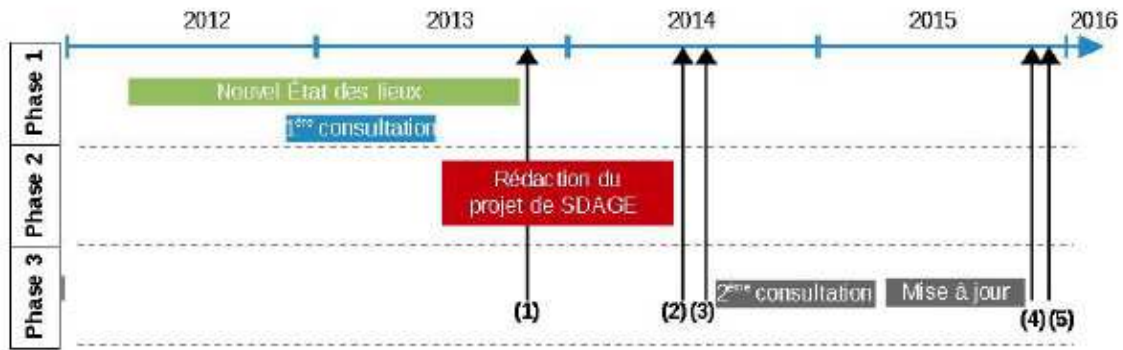 2012 2013 2014 2015 2016
Phase 1
Nouvel État des lieux
1ère consultation
Phase 2
Rédaction du
projet de SDAGE
Phase 3
2ème consultation
Mise à jour
(1) (2) (3) (4) (5)